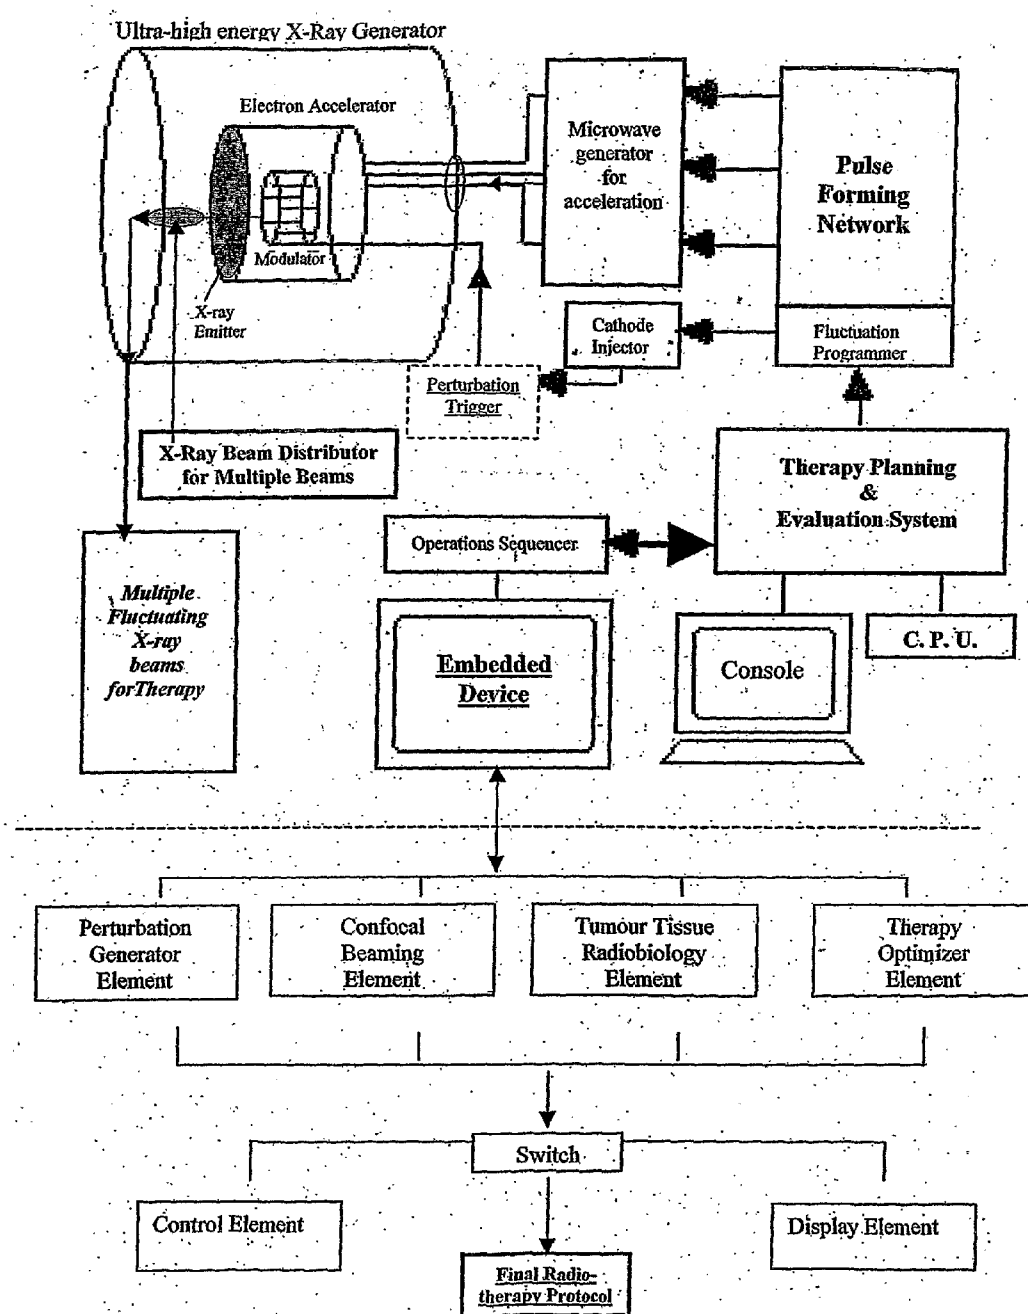 Ultra-high energy X-Ray Generator
Electron Accelerator
Modulator
X-ray
Emitter
Microwave
generator
for
acceleration
Pulse
Forming
Network
Cathode
Injector
Fluctuation
Programmer
Perturbation
Trigger
X-Ray Beam Distributor
for Multiple Beams
Therapy Planning
&
Evaluation System
Operations Sequencer
Multiple
Fluctuating
X-ray
beams
forTherapy
Embedded
Device
Console
C. P. U.
Perturbation
Generator
Element
Confocal
Beaming
Element
Tumour Tissue
Radiobiology
Element
Therapy
Optimizer
Element
Switch
Control Element
Display Element
Final Radio-
therapy Protocol